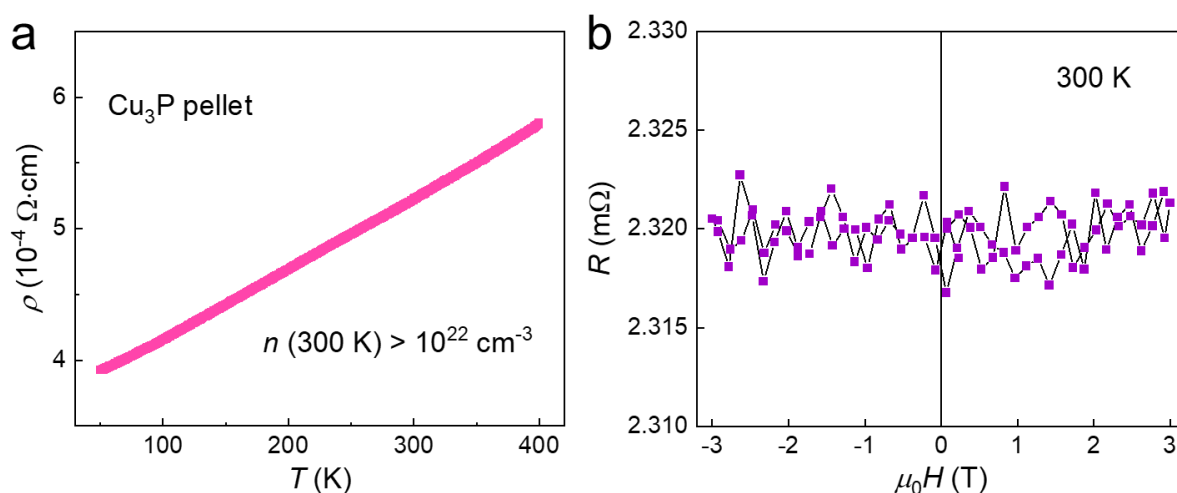 a
Cu₃P pellet
n (300 K) > 10²² cm⁻³
ρ (10⁻⁴ Ω·cm)
6
5
4
100
200
300
400
T (K)
b
300 K
R (mΩ)
2.330
2.325
2.320
2.315
2.310
-3
-2
-1
0
1
2
3
μ₀H (T)